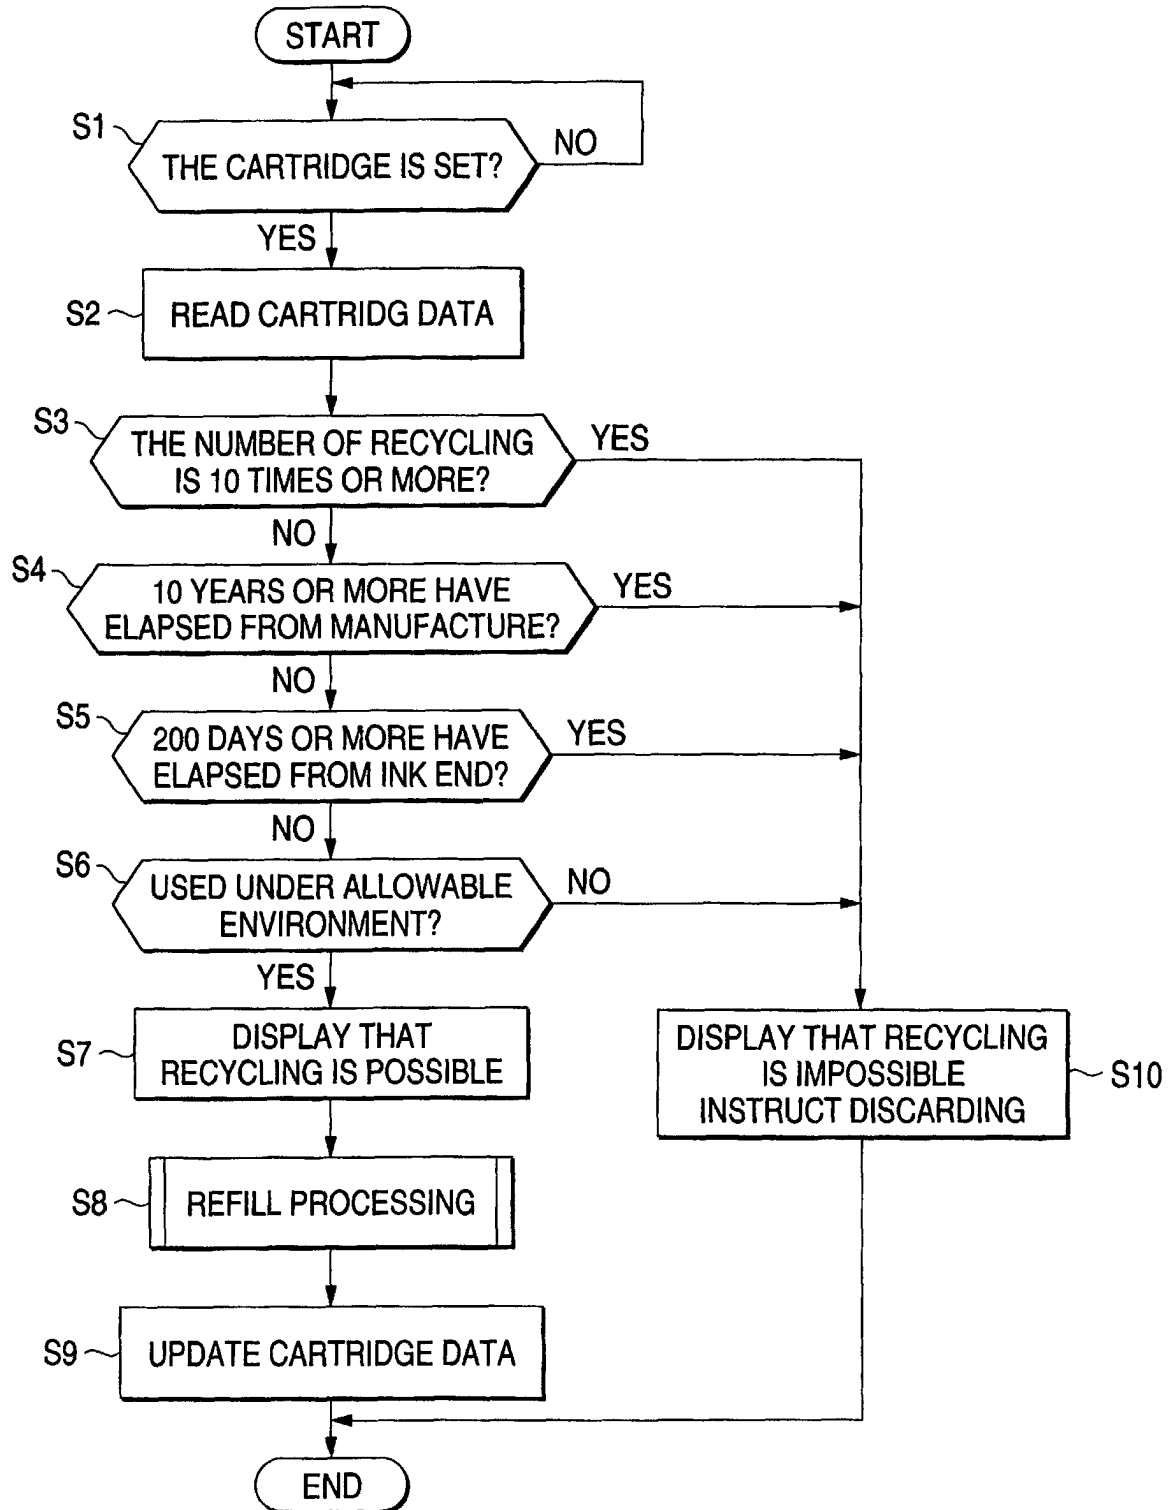 START
S1
THE CARTRIDGE IS SET?
NO
YES
S2
READ CARTRIDG DATA
S3
THE NUMBER OF RECYCLING
IS 10 TIMES OR MORE?
YES
NO
S4
10 YEARS OR MORE HAVE
ELAPSED FROM MANUFACTURE?
YES
NO
S5
200 DAYS OR MORE HAVE
ELAPSED FROM INK END?
YES
NO
S6
USED UNDER ALLOWABLE
ENVIRONMENT?
NO
YES
S7
DISPLAY THAT
RECYCLING IS POSSIBLE
DISPLAY THAT RECYCLING
IS IMPOSSIBLE
INSTRUCT DISCARDING
S10
S8
REFILL PROCESSING
S9
UPDATE CARTRIDGE DATA
END